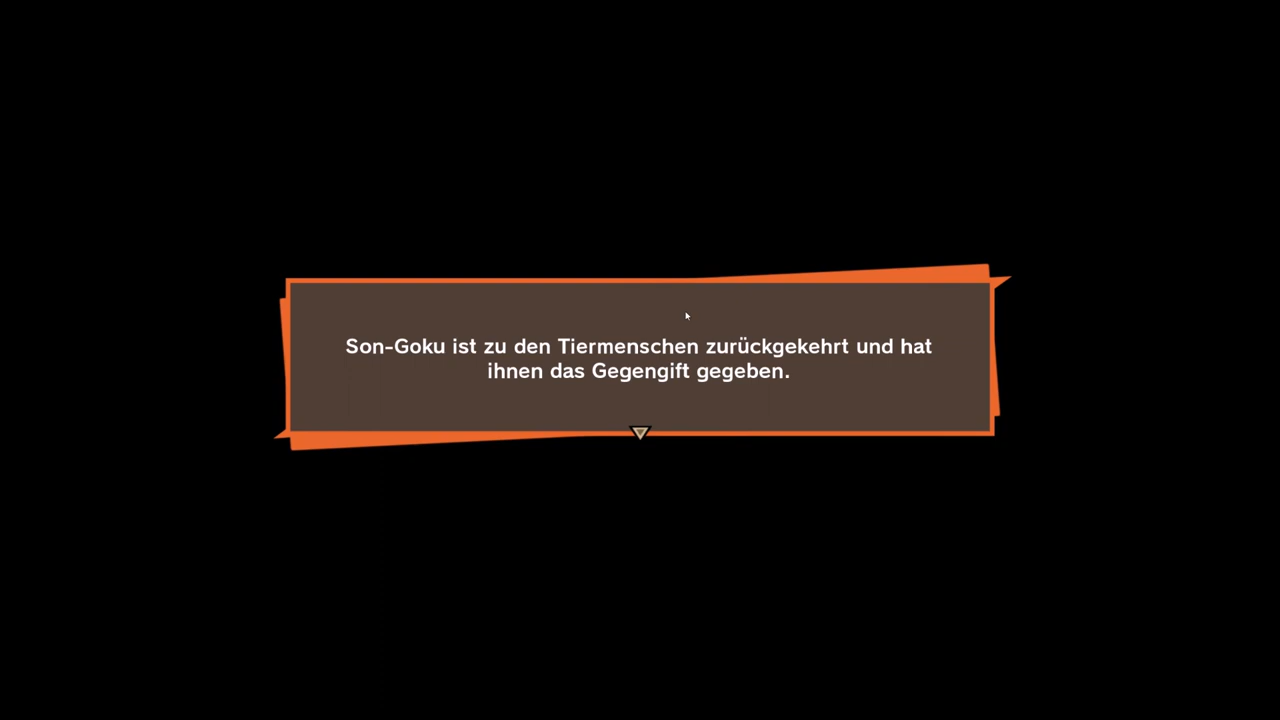 Son-Goku ist zu den Tiermenschen zurückgekehrt und hat
ihnen das Gegengift gegeben.